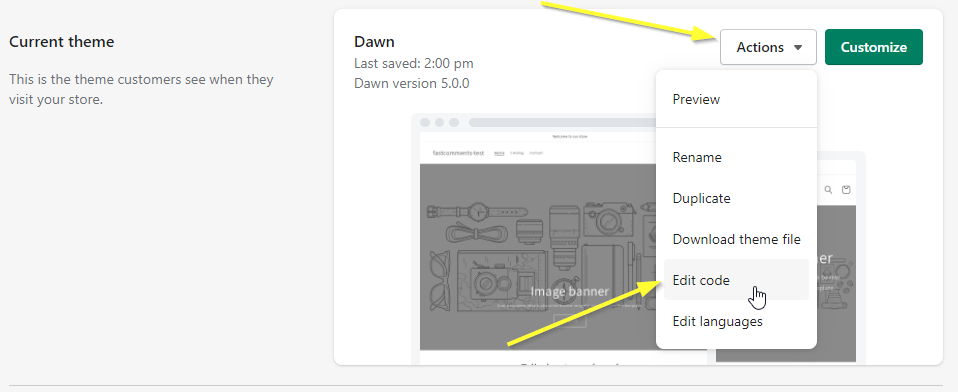 Current theme
This is the theme customers see when they
visit your store.
Dawn
Last saved: 2:00 pm
Dawn version 5.0.0
Actions
Customize
Preview
Rename
Duplicate
Download theme file
Edit code
Edit languages
Welcome to our store
fastcomments-test
Home
Catalog
Contact
Image banner